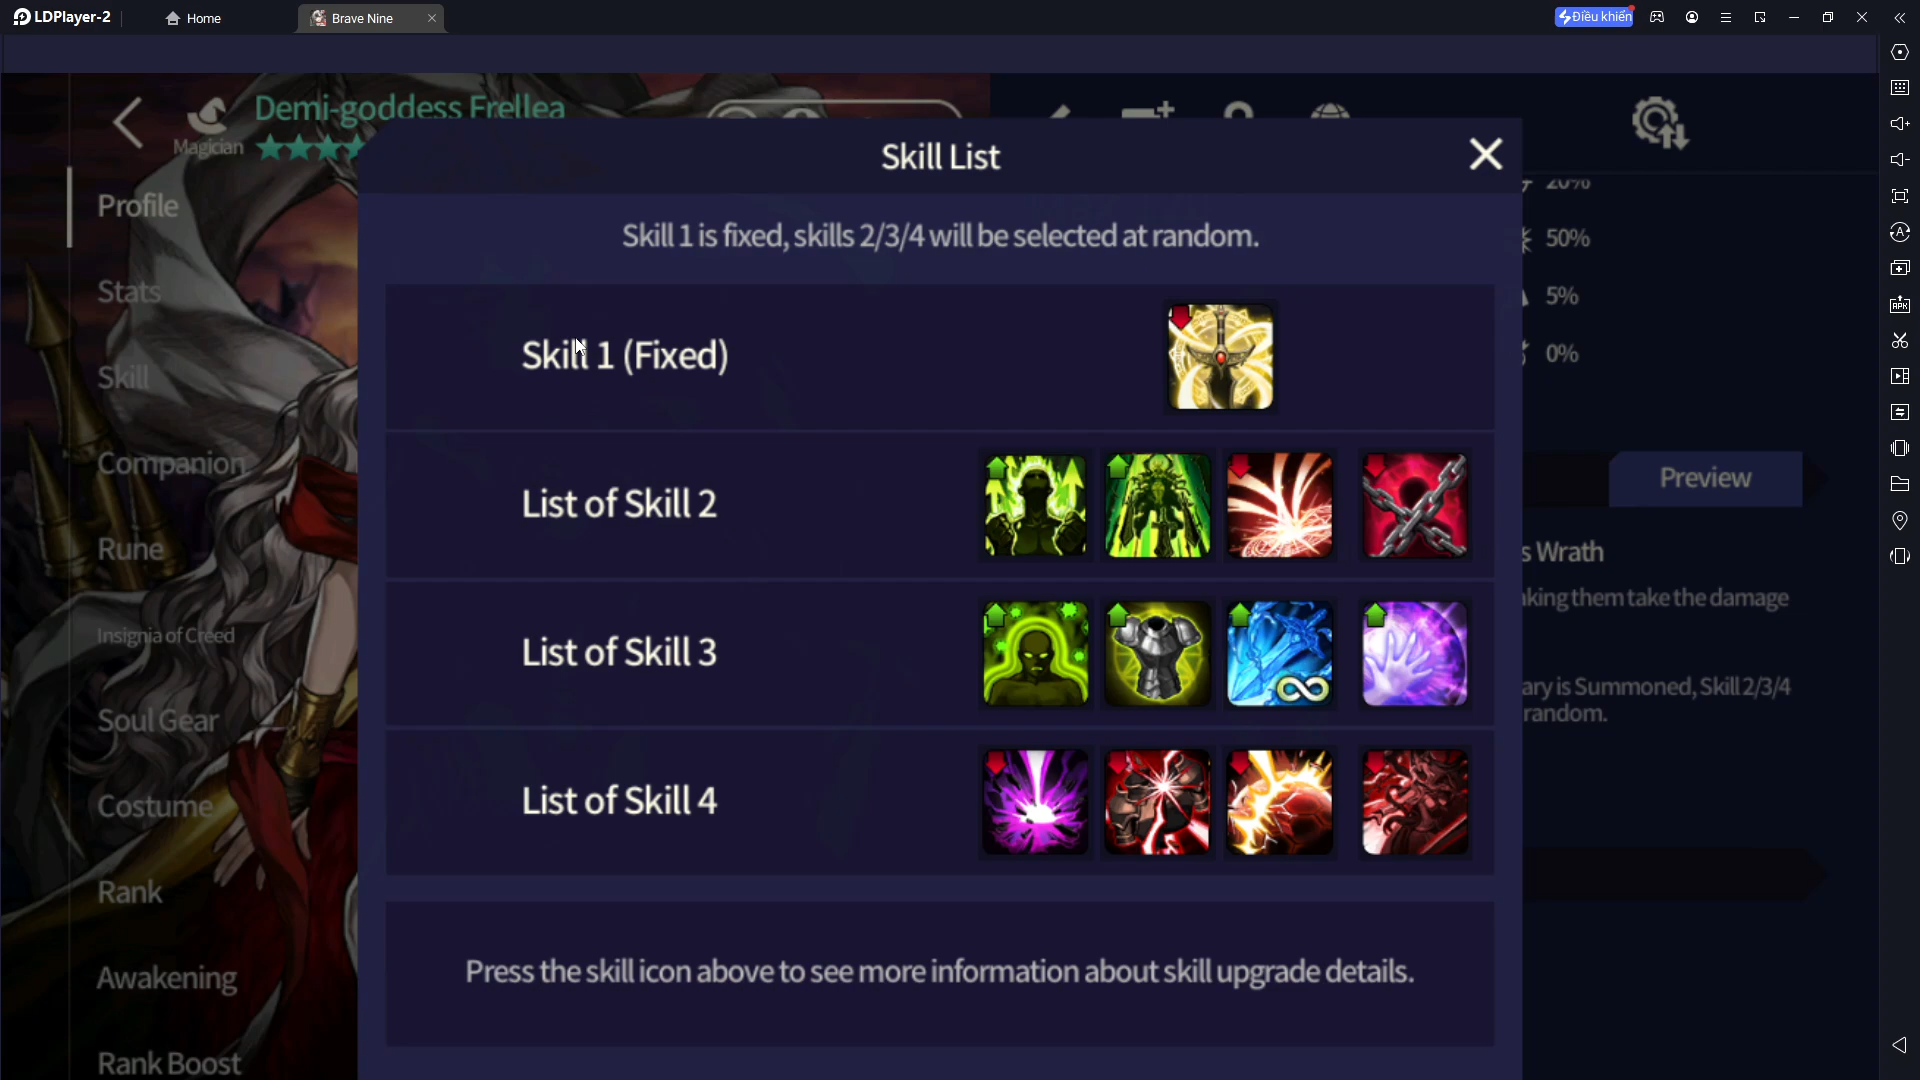 LDPlayer-2
Home
Brave Nine
Điều khiển
Demi-goddess Frellea
Magician
Skill List
Profile
Stats
Skill
Companion
Rune
Insignia of Creed
Soul Gear
Costume
Rank
Awakening
Rank Boost
Skill 1 is fixed, skills 2/3/4 will be selected at random.
Skill 1 (Fixed)
List of Skill 2
List of Skill 3
List of Skill 4
Press the skill icon above to see more information about skill upgrade details.
20%
50%
5%
0%
Preview
s Wrath
king them take the damage
ary is Summoned, Skill 2/3/4
random.
APK